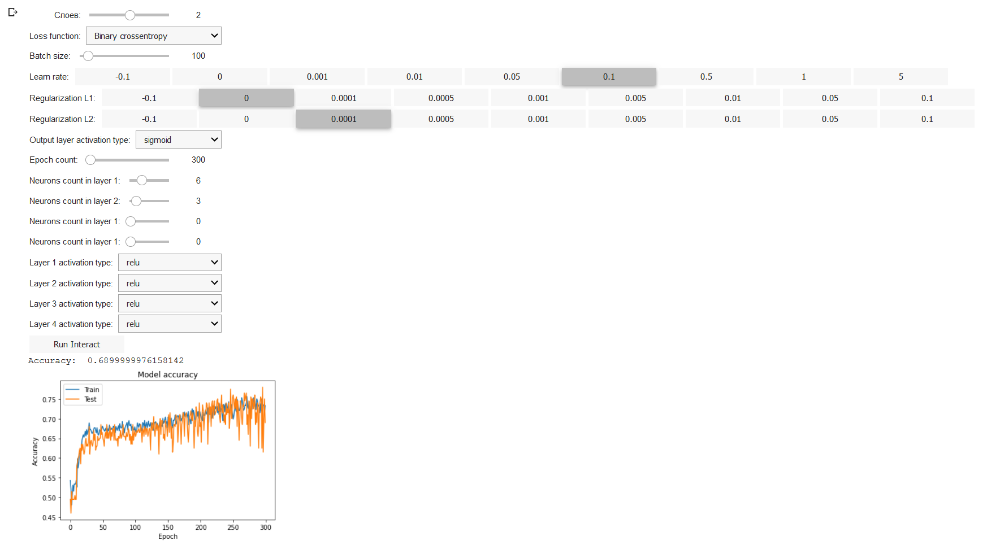 Слоев: 2
Loss function: Binary crossentropy
Batch size: 100
Learn rate: -0.1 0 0.001 0.01 0.05 0.1 0.5 1 5
Regularization L1: -0.1 0 0.0001 0.0005 0.001 0.005 0.01 0.05 0.1
Regularization L2: -0.1 0 0.0001 0.0005 0.001 0.005 0.01 0.05 0.1
Output layer activation type: sigmoid
Epoch count: 300
Neurons count in layer 1: 6
Neurons count in layer 2: 3
Neurons count in layer 1: 0
Neurons count in layer 1: 0
Layer 1 activation type: relu
Layer 2 activation type: relu
Layer 3 activation type: relu
Layer 4 activation type: relu
Run Interact
Accuracy: 0.6899999976158142
Model accuracy
Train
Test
0.75
0.70
0.65
0.60
0.55
0.50
0.45
Accuracy
0 50 100 150 200 250 300
Epoch